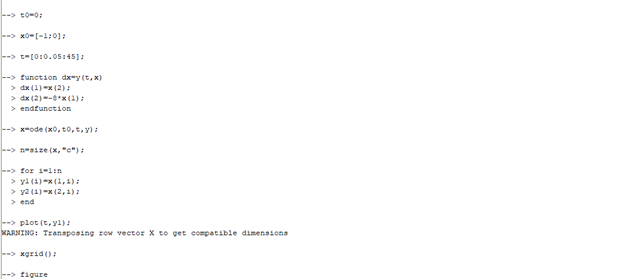 --> t0=0;
--> x0=[-1;0];
--> t=[0:0.05:45];
--> function dx=y(t,x)
> dx(1)=x(2);
> dx(2)=-8*x(1);
> endfunction
--> x=ode(x0,t0,t,y);
--> n=size(x,"c");
--> for i=1:n
> y1(i)=x(1,i);
> y2(i)=x(2,i);
> end
--> plot(t,y1);
WARNING: Transposing row vector X to get compatible dimensions
--> xgrid();
--> figure